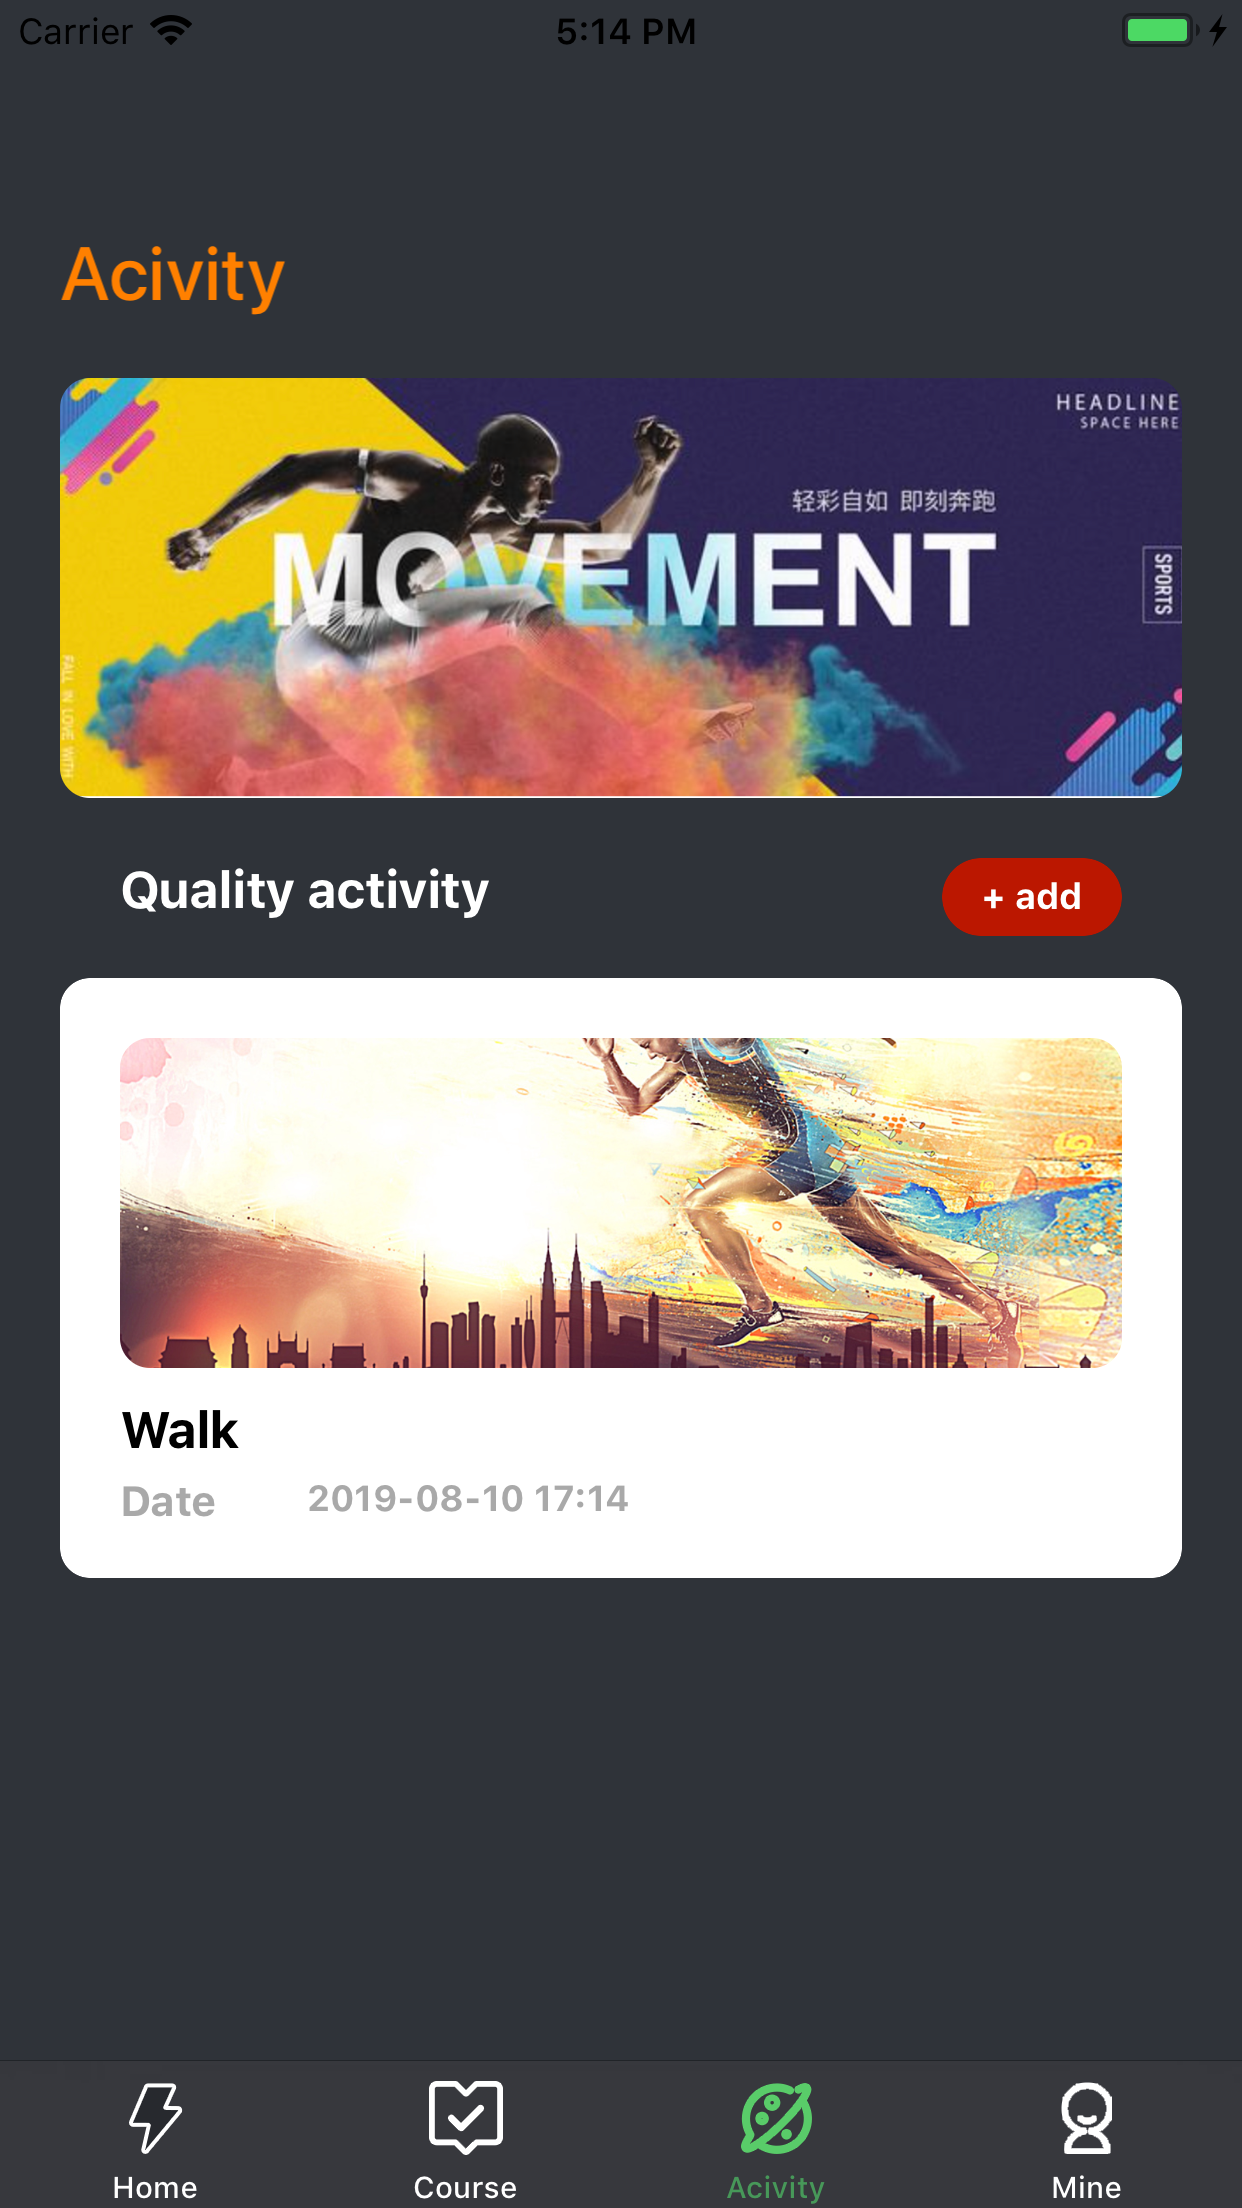 Carrier
5:14 PM
Acivity
HEADLINE
SPACE HERE
轻彩自如 即刻奔跑
MOVEMENT
SPORTS
FALL IN LOVE WITH
Quality activity
+ add
Walk
Date 2019-08-10 17:14
Home
Course
Acivity
Mine